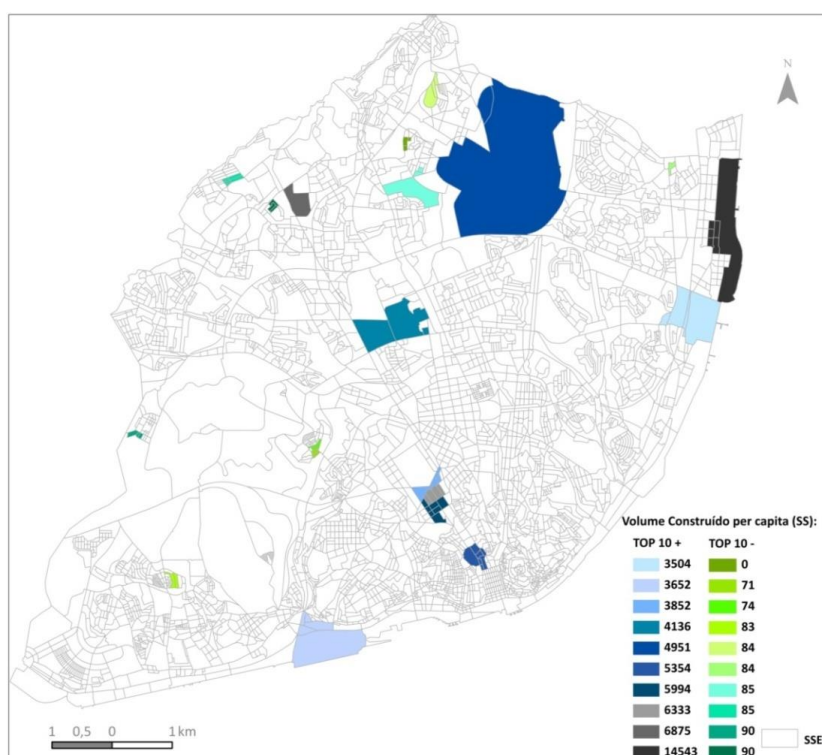 N
Volume Construído per capita (SS):
TOP 10 + TOP 10 -
3504 0
3652 71
3852 74
4136 83
4951 84
5354 84
5994 85
6333 85
6875 90
14543 90
SSE
1 0,5 0 1 km